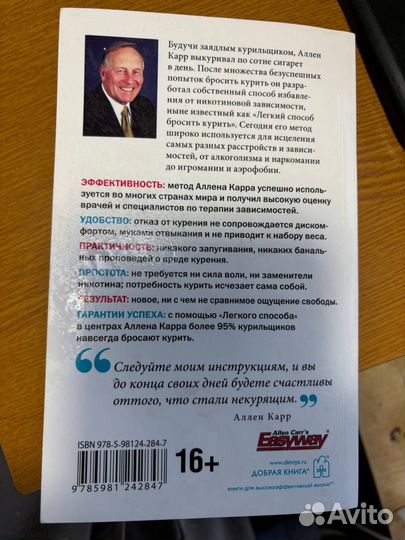 Будучи заядлым курильщиком, Аллен
Карр выкуривал по сотне сигарет
в день. После множества безуспешных
попыток бросить курить он разра-
ботал собственный способ избавле-
ния от никотиновой зависимости,
ныне известный как «Легкий способ
бросить курить». Сегодня его метод
широко используется для исцеления
самых разных расстройств и зависи-
мостей, от алкоголизма и наркомании
до игромании и аэрофобии.
ЭФФЕКТИВНОСТЬ: метод Аллена Карра успешно исполь-
зуется во многих странах мира и получил высокую оценку
врачей и специалистов по терапии зависимостей.
УДОБСТВО: отказ от курения не сопровождается диском-
фортом, муками отвыкания и не приводит к набору веса.
ПРАКТИЧНОСТЬ: никакого запугивания, никаких баналь-
ных проповедей о вреде курения.
ПРОСТОТА: не требуется ни сила воли, ни заменители
никотина; потребность курить исчезает сама собой.
РЕЗУЛЬТАТ: новое, ни с чем не сравнимое ощущение свободы.
ГАРАНТИИ УСПЕХА: с помощью «Легкого способа»
в центрах Аллена Карра более 95% курильщиков
навсегда бросают курить.
“Следуйте моим инструкциям, и вы
до конца своих дней будете счастливы
оттого, что стали некурящим.”
Аллен Карр
ISBN 978-5-98124-284-7
9 785981 242847
16+
Allen Carr's
Easyway
www.dkniga.ru
ДОБРАЯ КНИГА®
КНИГИ ДЛЯ ВЫСОКОЭФФЕКТИВНОЙ ЖИЗНИ™
Avito